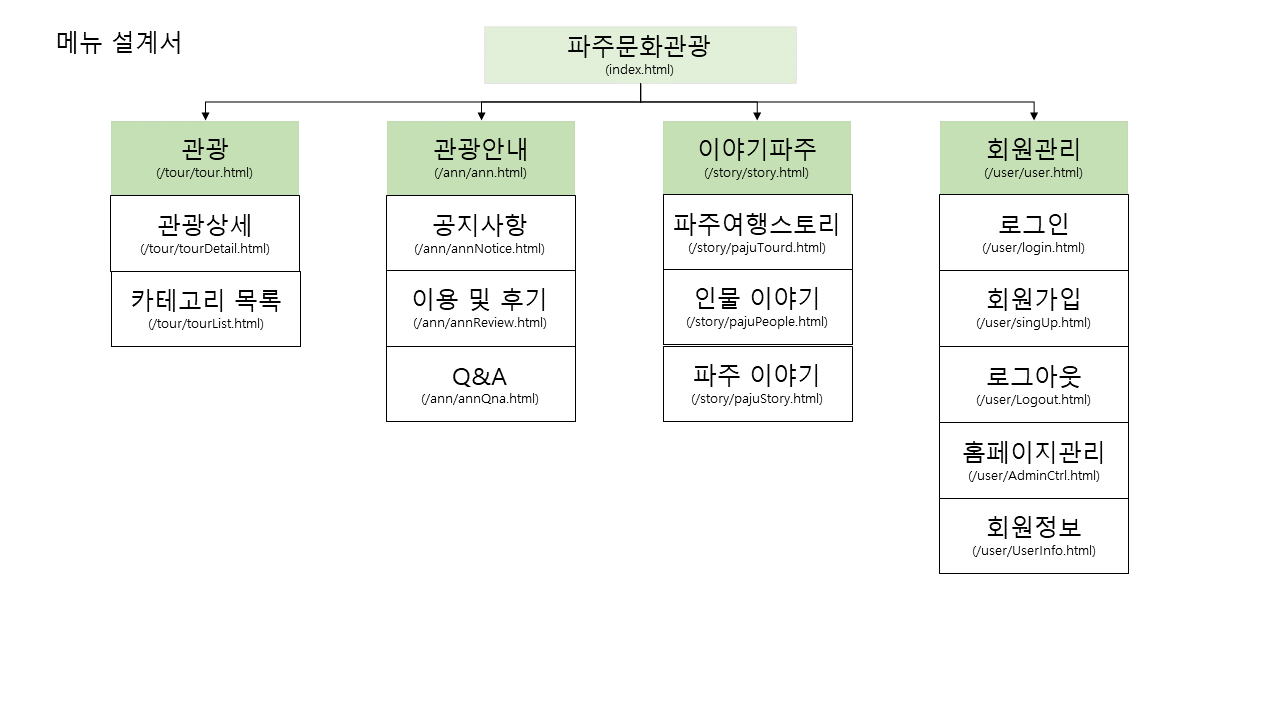 메뉴 설계서
파주문화관광
(index.html)
관광
(/tour/tour.html)
관광상세
(/tour/tourDetail.html)
카테고리 목록
(/tour/tourList.html)
관광안내
(/ann/ann.html)
공지사항
(/ann/annNotice.html)
이용 및 후기
(/ann/annReview.html)
Q&A
(/ann/annQna.html)
이야기파주
(/story/story.html)
파주여행스토리
(/story/pajuTourd.html)
인물 이야기
(/story/pajuPeople.html)
파주 이야기
(/story/pajuStory.html)
회원관리
(/user/user.html)
로그인
(/user/login.html)
회원가입
(/user/singUp.html)
로그아웃
(/user/Logout.html)
홈페이지관리
(/user/AdminCtrl.html)
회원정보
(/user/UserInfo.html)